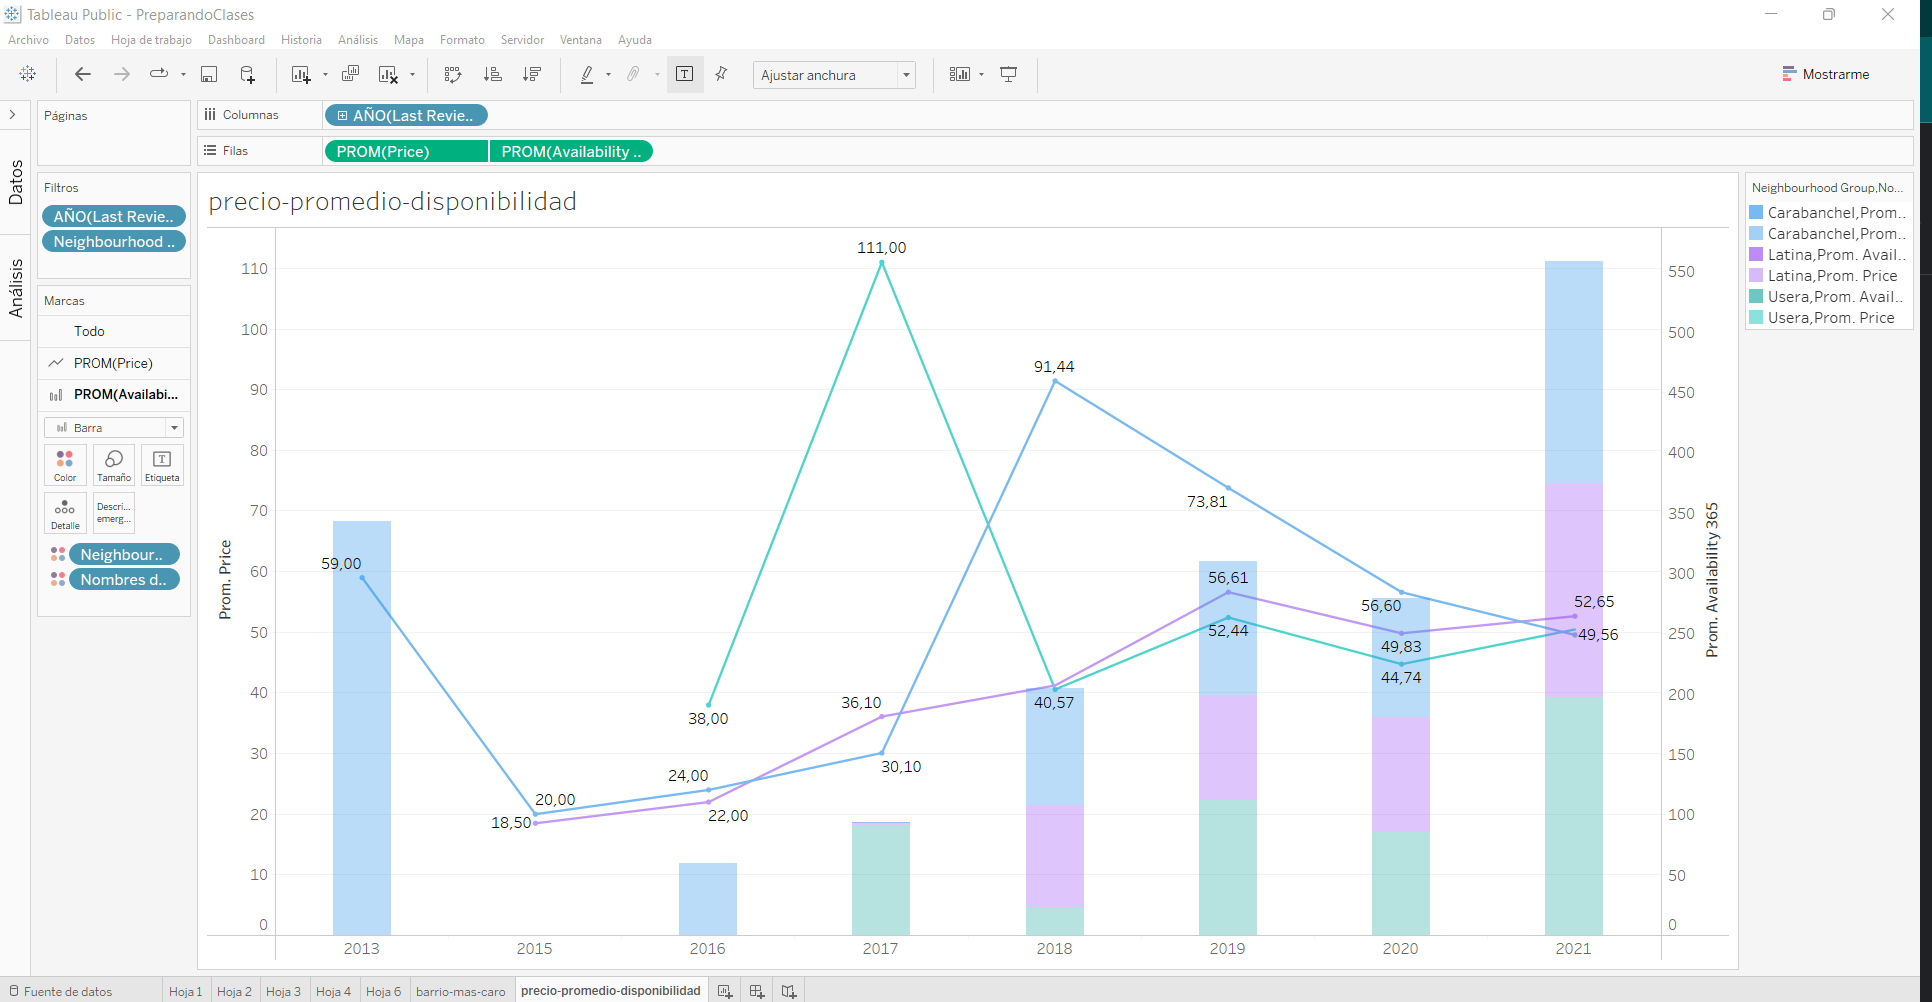 Tableau Public - PreparandoClases
Archivo Datos Hoja de trabajo Dashboard Historia Análisis Mapa Formato Servidor Ventana Ayuda
Ajustar anchura
Mostrarme
Datos
Análisis
Páginas
Columnas
AÑO(Last Revie..
Filas
PROM(Price)
PROM(Availability ..
Filtros
AÑO(Last Revie..
Neighbourhood ..
Marcas
Todo
PROM(Price)
PROM(Availabi...
Barra
Color
Tamaño
Etiqueta
Detalle
Descri...
emerg...
Neighbour..
Nombres d..
precio-promedio-disponibilidad
Prom. Price
110
100
90
80
70
60
50
40
30
20
10
0
111,00
91,44
73,81
59,00
56,61
56,60
52,65
52,44
49,56
49,83
44,74
40,57
38,00
36,10
30,10
24,00
22,00
20,00
18,50
550
500
450
400
350
300
250
200
150
100
50
0
Prom. Availability 365
2013 2015 2016 2017 2018 2019 2020 2021
Neighbourhood Group,No...
Carabanchel,Prom..
Carabanchel,Prom..
Latina,Prom. Avail..
Latina,Prom. Price
Usera,Prom. Avail..
Usera,Prom. Price
Fuente de datos
Hoja 1
Hoja 2
Hoja 3
Hoja 4
Hoja 6
barrio-mas-caro
precio-promedio-disponibilidad